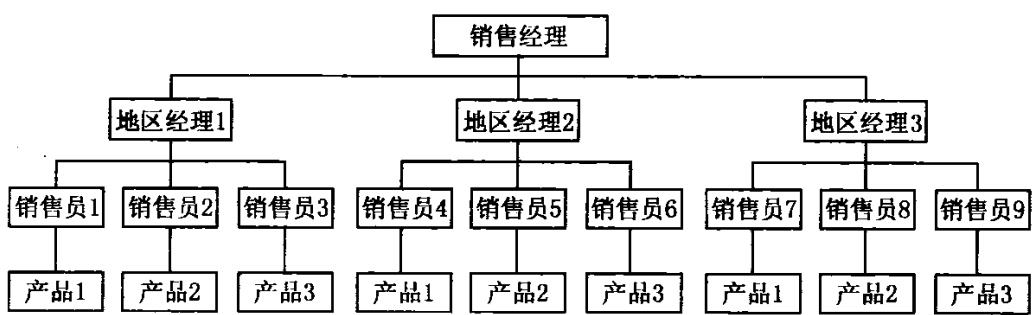 销售经理
地区经理1 地区经理2 地区经理3
销售员1 销售员2 销售员3 销售员4 销售员5 销售员6 销售员7 销售员8 销售员9
产品1 产品2 产品3 产品1 产品2 产品3 产品1 产品2 产品3